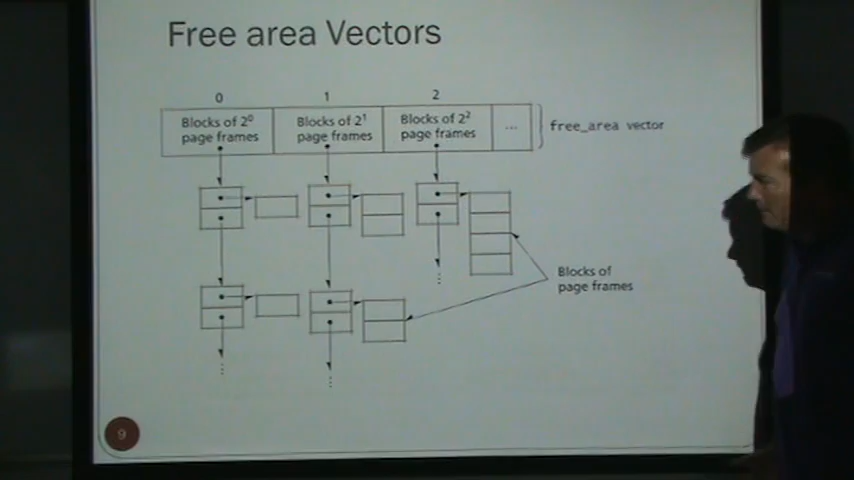 Free area Vectors
0 1 2
Blocks of 2⁰
page frames
Blocks of 2¹
page frames
Blocks of 2²
page frames
...
free_area vector
Blocks of
page frames
9